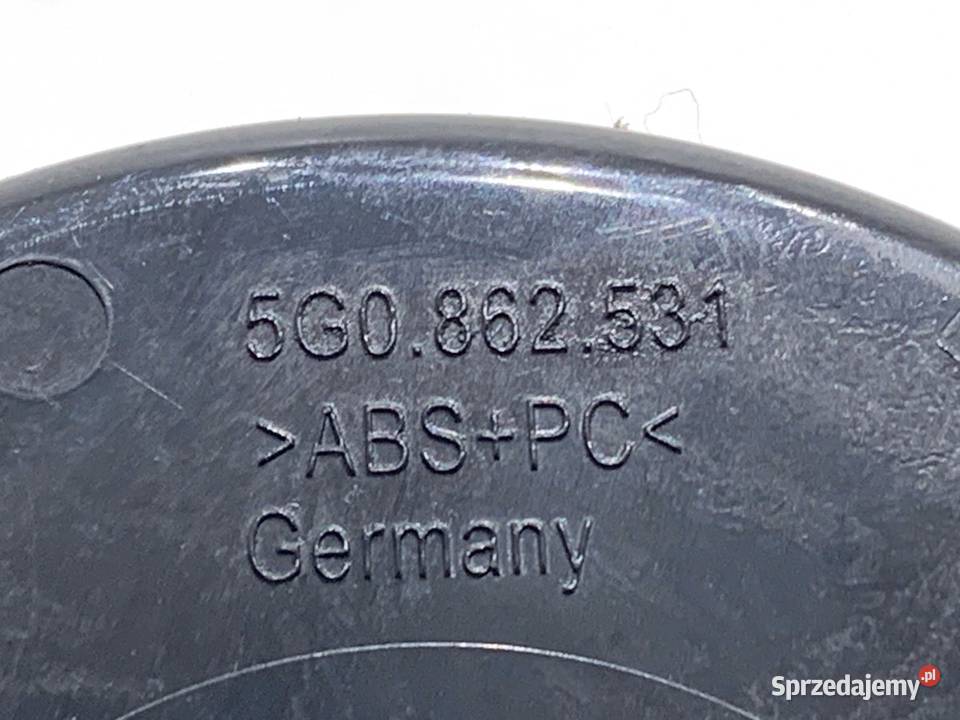 5G0.862.531
>ABS+PC<
Germany
Sprzedajemy.pl